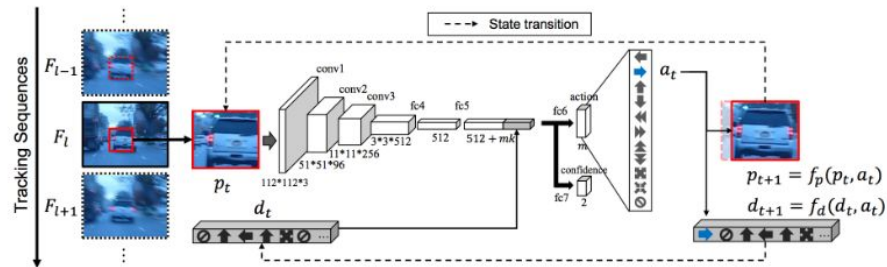 State transition
Tracking Sequences
F_{l-1}
F_l
F_{l+1}
p_t
conv1
conv2
conv3
fc4
fc5
112*112*3
51*51*96
11*11*256
3*3*512
512
512 + mk
fc6
action
m
fc7
confidence
2
a_t
d_t
...
p_{t+1} = f_p(p_t, a_t)
d_{t+1} = f_d(d_t, a_t)
...